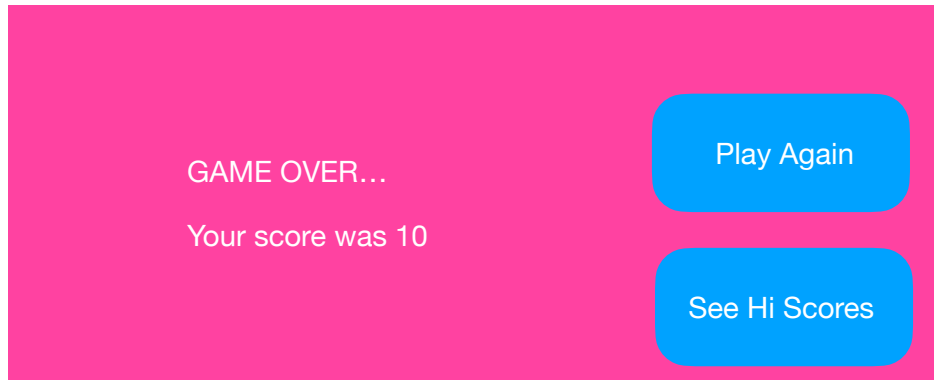 GAME OVER…
Your score was 10
Play Again
See Hi Scores